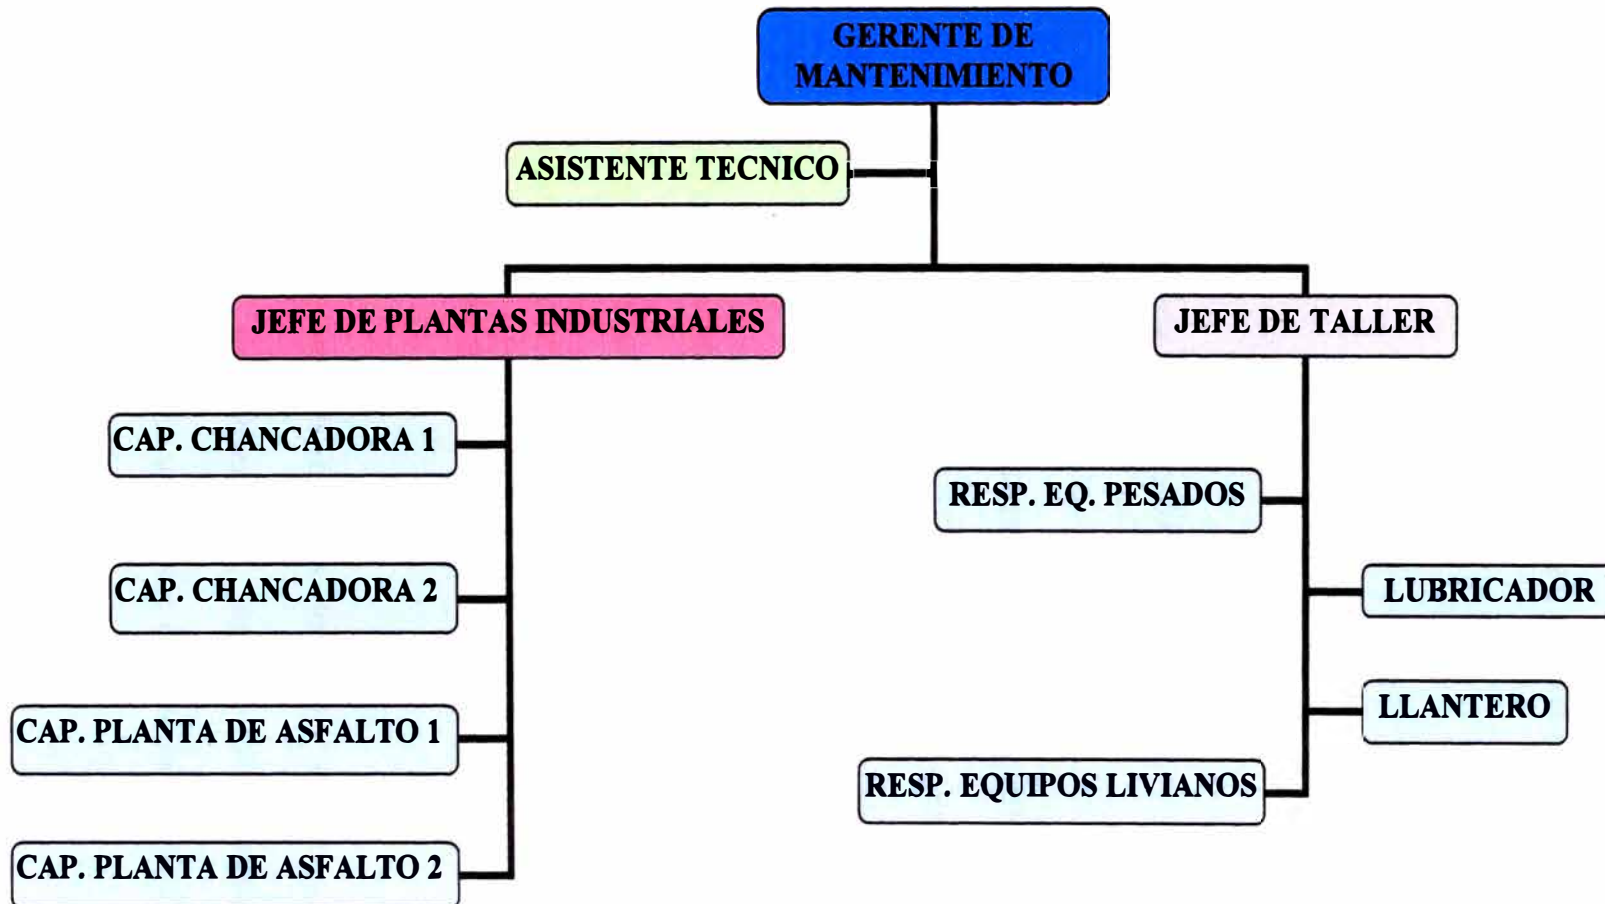 GERENTE DE
MANTENIMIENTO
ASISTENTE TECNICO
JEFE DE PLANTAS INDUSTRIALES
JEFE DE TALLER
CAP. CHANCADORA 1
CAP. CHANCADORA 2
CAP. PLANTA DE ASFALTO 1
CAP. PLANTA DE ASFALTO 2
RESP. EQ. PESADOS
LUBRICADOR
LLANTERO
RESP. EQUIPOS LIVIANOS